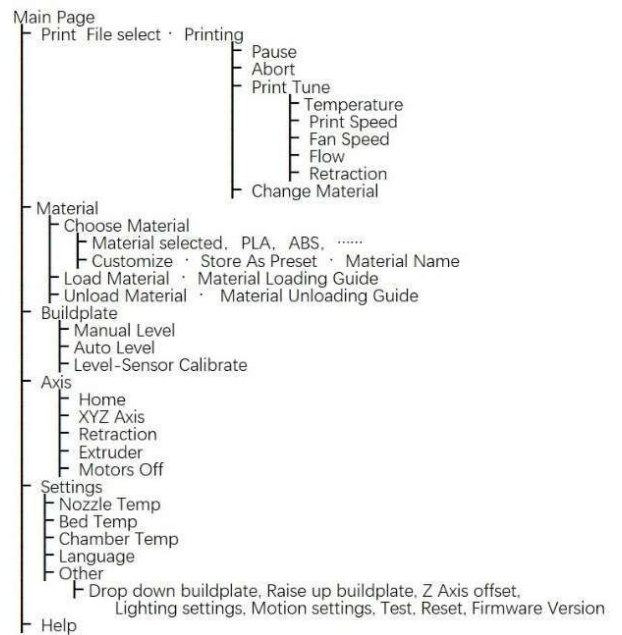 Main Page
Print File select · Printing
Pause
Abort
Print Tune
Temperature
Print Speed
Fan Speed
Flow
Retraction
Change Material
Material
Choose Material
Material selected, PLA, ABS, ······
Customize · Store As Preset · Material Name
Load Material · Material Loading Guide
Unload Material · Material Unloading Guide
Buildplate
Manual Level
Auto Level
Level-Sensor Calibrate
Axis
Home
XYZ Axis
Retraction
Extruder
Motors Off
Settings
Nozzle Temp
Bed Temp
Chamber Temp
Language
Other
Drop down buildplate, Raise up buildplate, Z Axis offset,
Lighting settings, Motion settings, Test, Reset, Firmware Version
Help